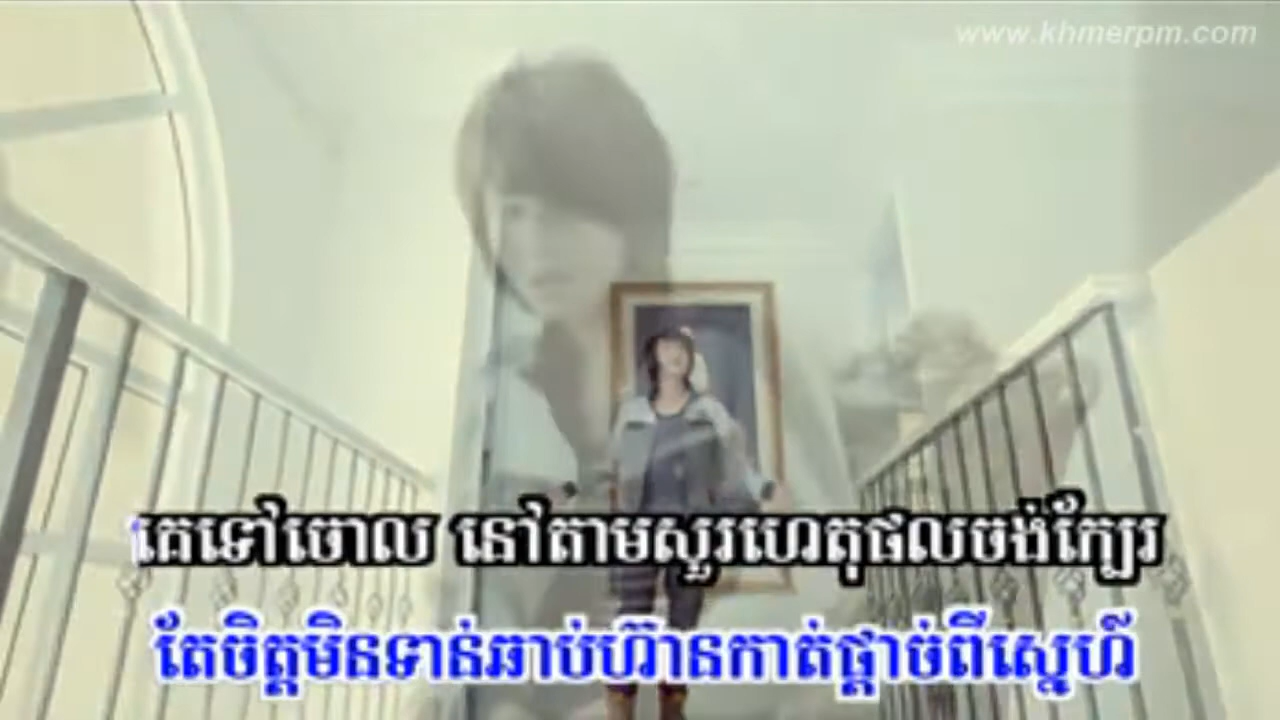 www.khmerpm.com
គេទៅចោល នៅតាមសួរហេតុផលចង់ក្បែរ
តែចិត្តមិនទាន់ឆាប់ហ៊ានកាត់ផ្ដាច់ពីស្នេហ៍